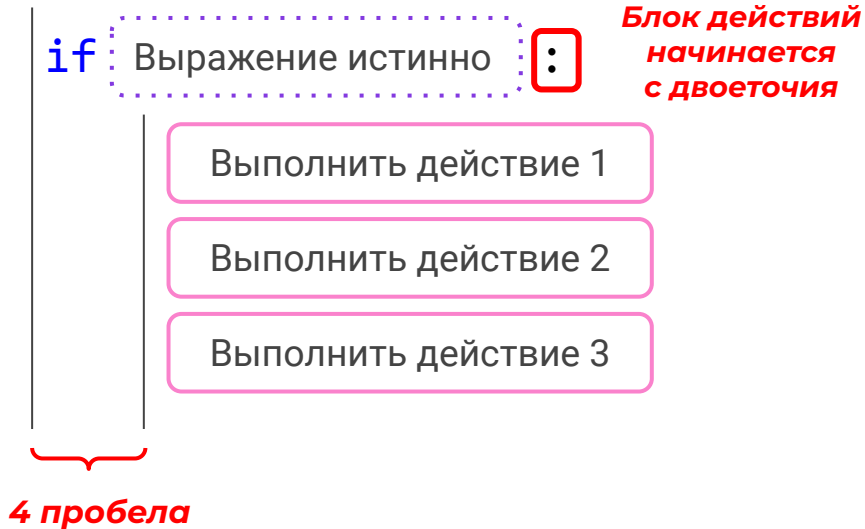 Блок действий
начинается
с двоеточия
if Выражение истинно :
Выполнить действие 1
Выполнить действие 2
Выполнить действие 3
4 пробела